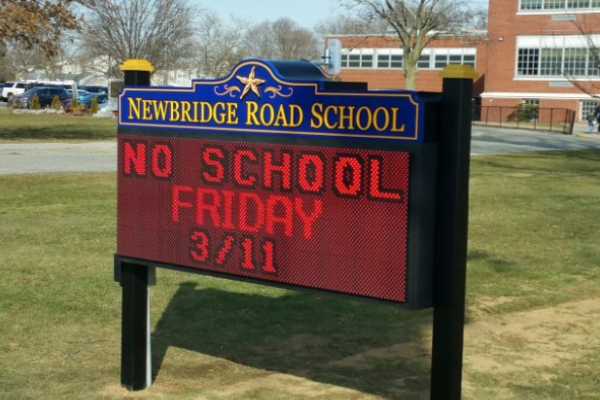 NEWBRIDGE ROAD SCHOOL
NO SCHOOL
FRIDAY
3/11